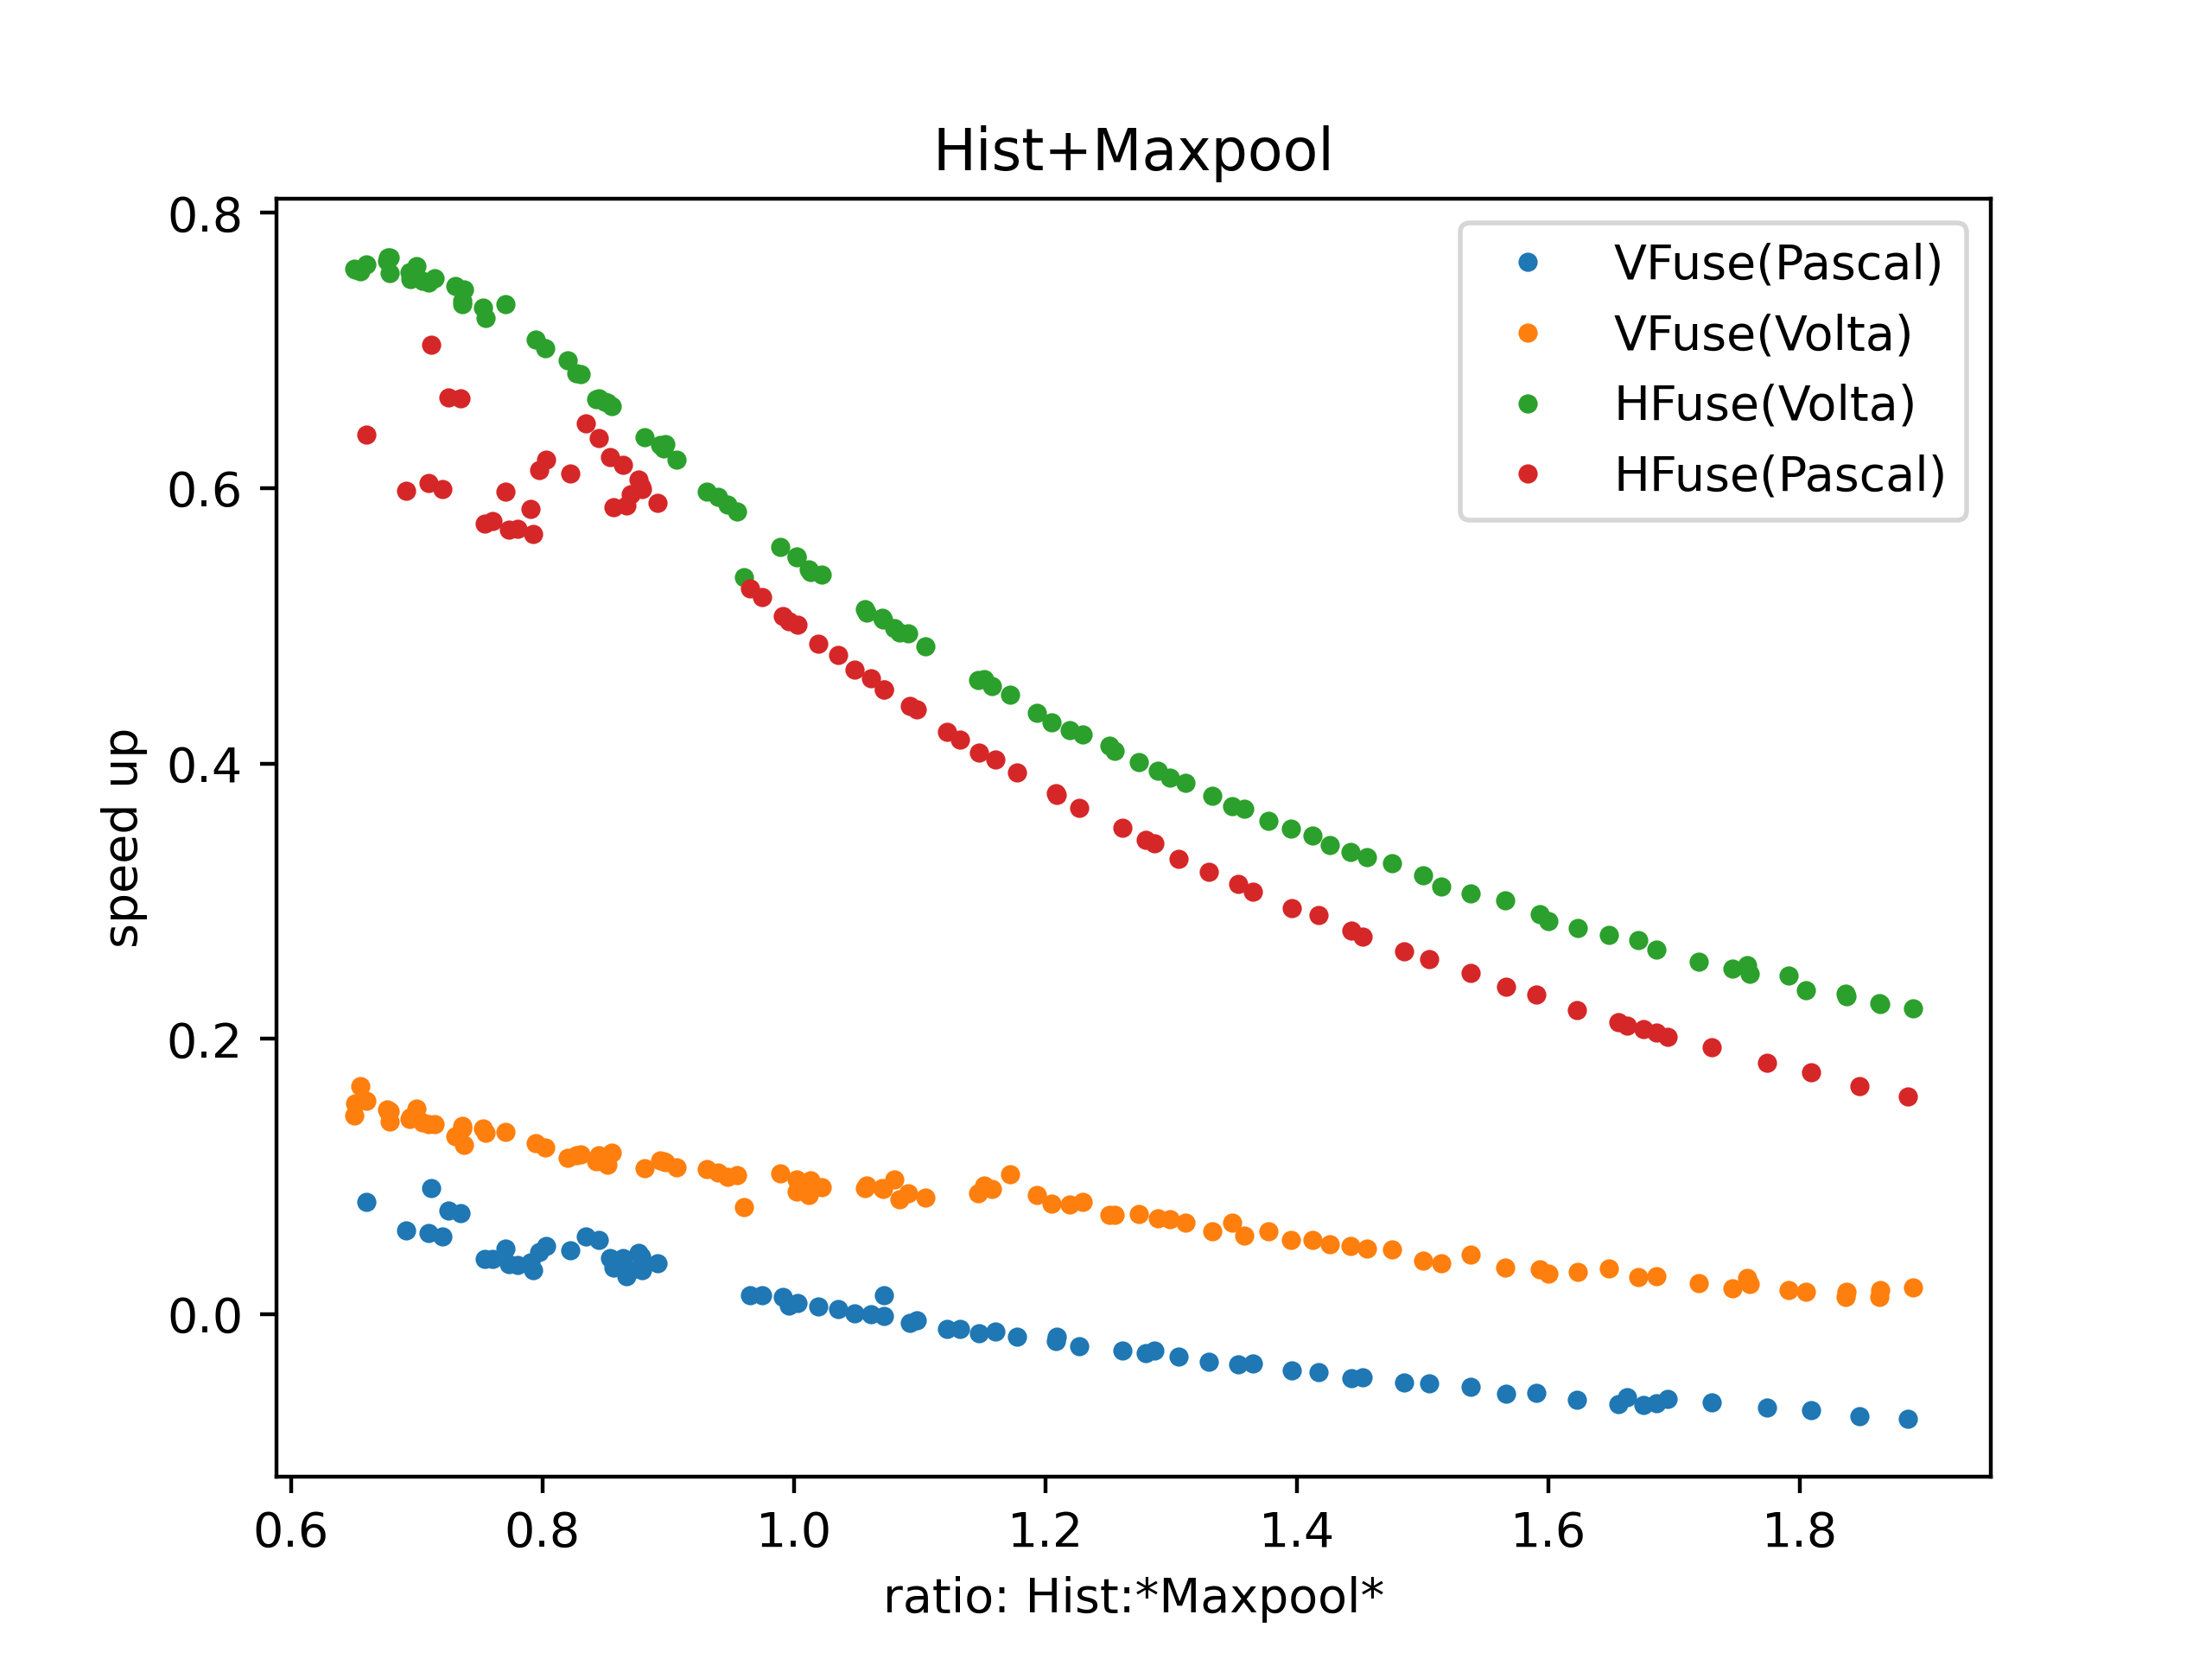 Hist+Maxpool
0.8
0.6
0.4
0.2
0.0
speed up
VFuse(Pascal)
VFuse(Volta)
HFuse(Volta)
HFuse(Pascal)
0.6 0.8 1.0 1.2 1.4 1.6 1.8
ratio: Hist:*Maxpool*